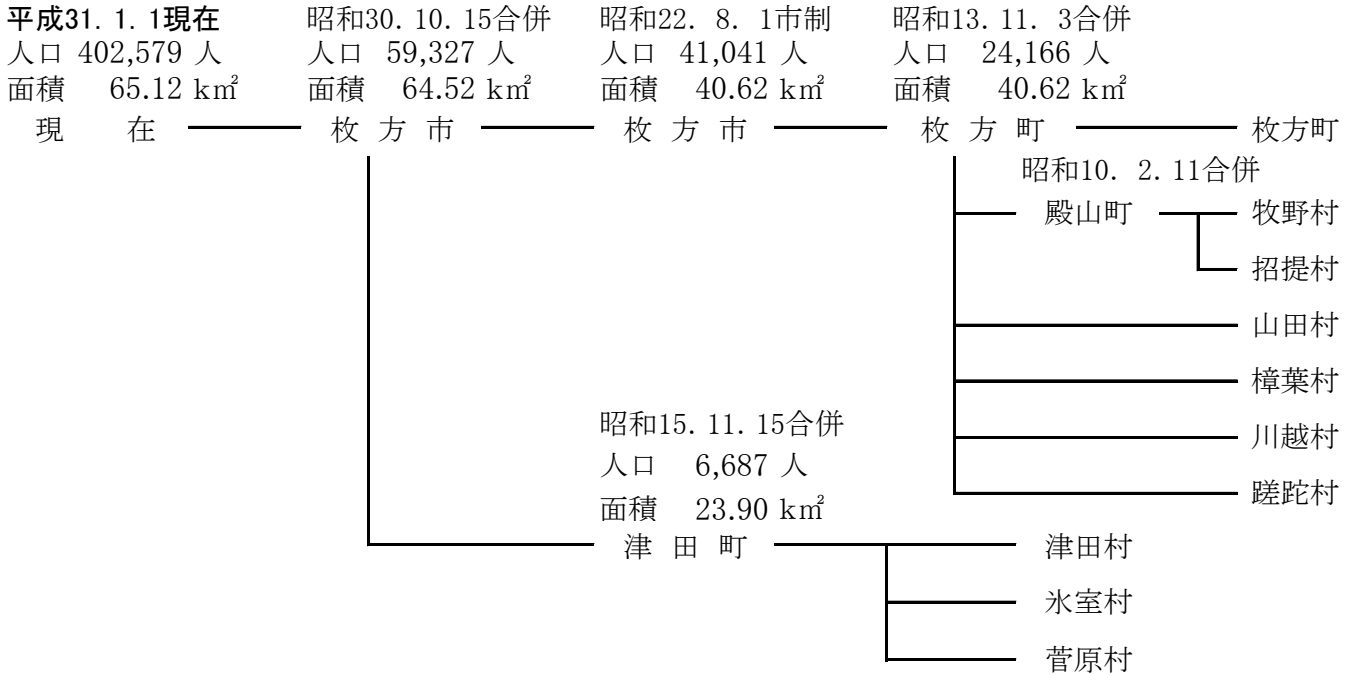 平成31. 1. 1現在 昭和30. 10. 15合併 昭和22. 8. 1市制 昭和13. 11. 3合併
人口 402,579 人 人口 59,327 人 人口 41,041 人 人口 24,166 人
面積 65.12 k㎡ 面積 64.52 k㎡ 面積 40.62 k㎡ 面積 40.62 k㎡
現 在 枚 方 市 枚 方 市 枚 方 町 枚方町
昭和10. 2. 11合併
殿山町 牧野村
招提村
山田村
樟葉村
昭和15. 11. 15合併
川越村
人口 6,687 人
蹉跎村
面積 23.90 k㎡
津 田 町 津田村
氷室村
菅原村